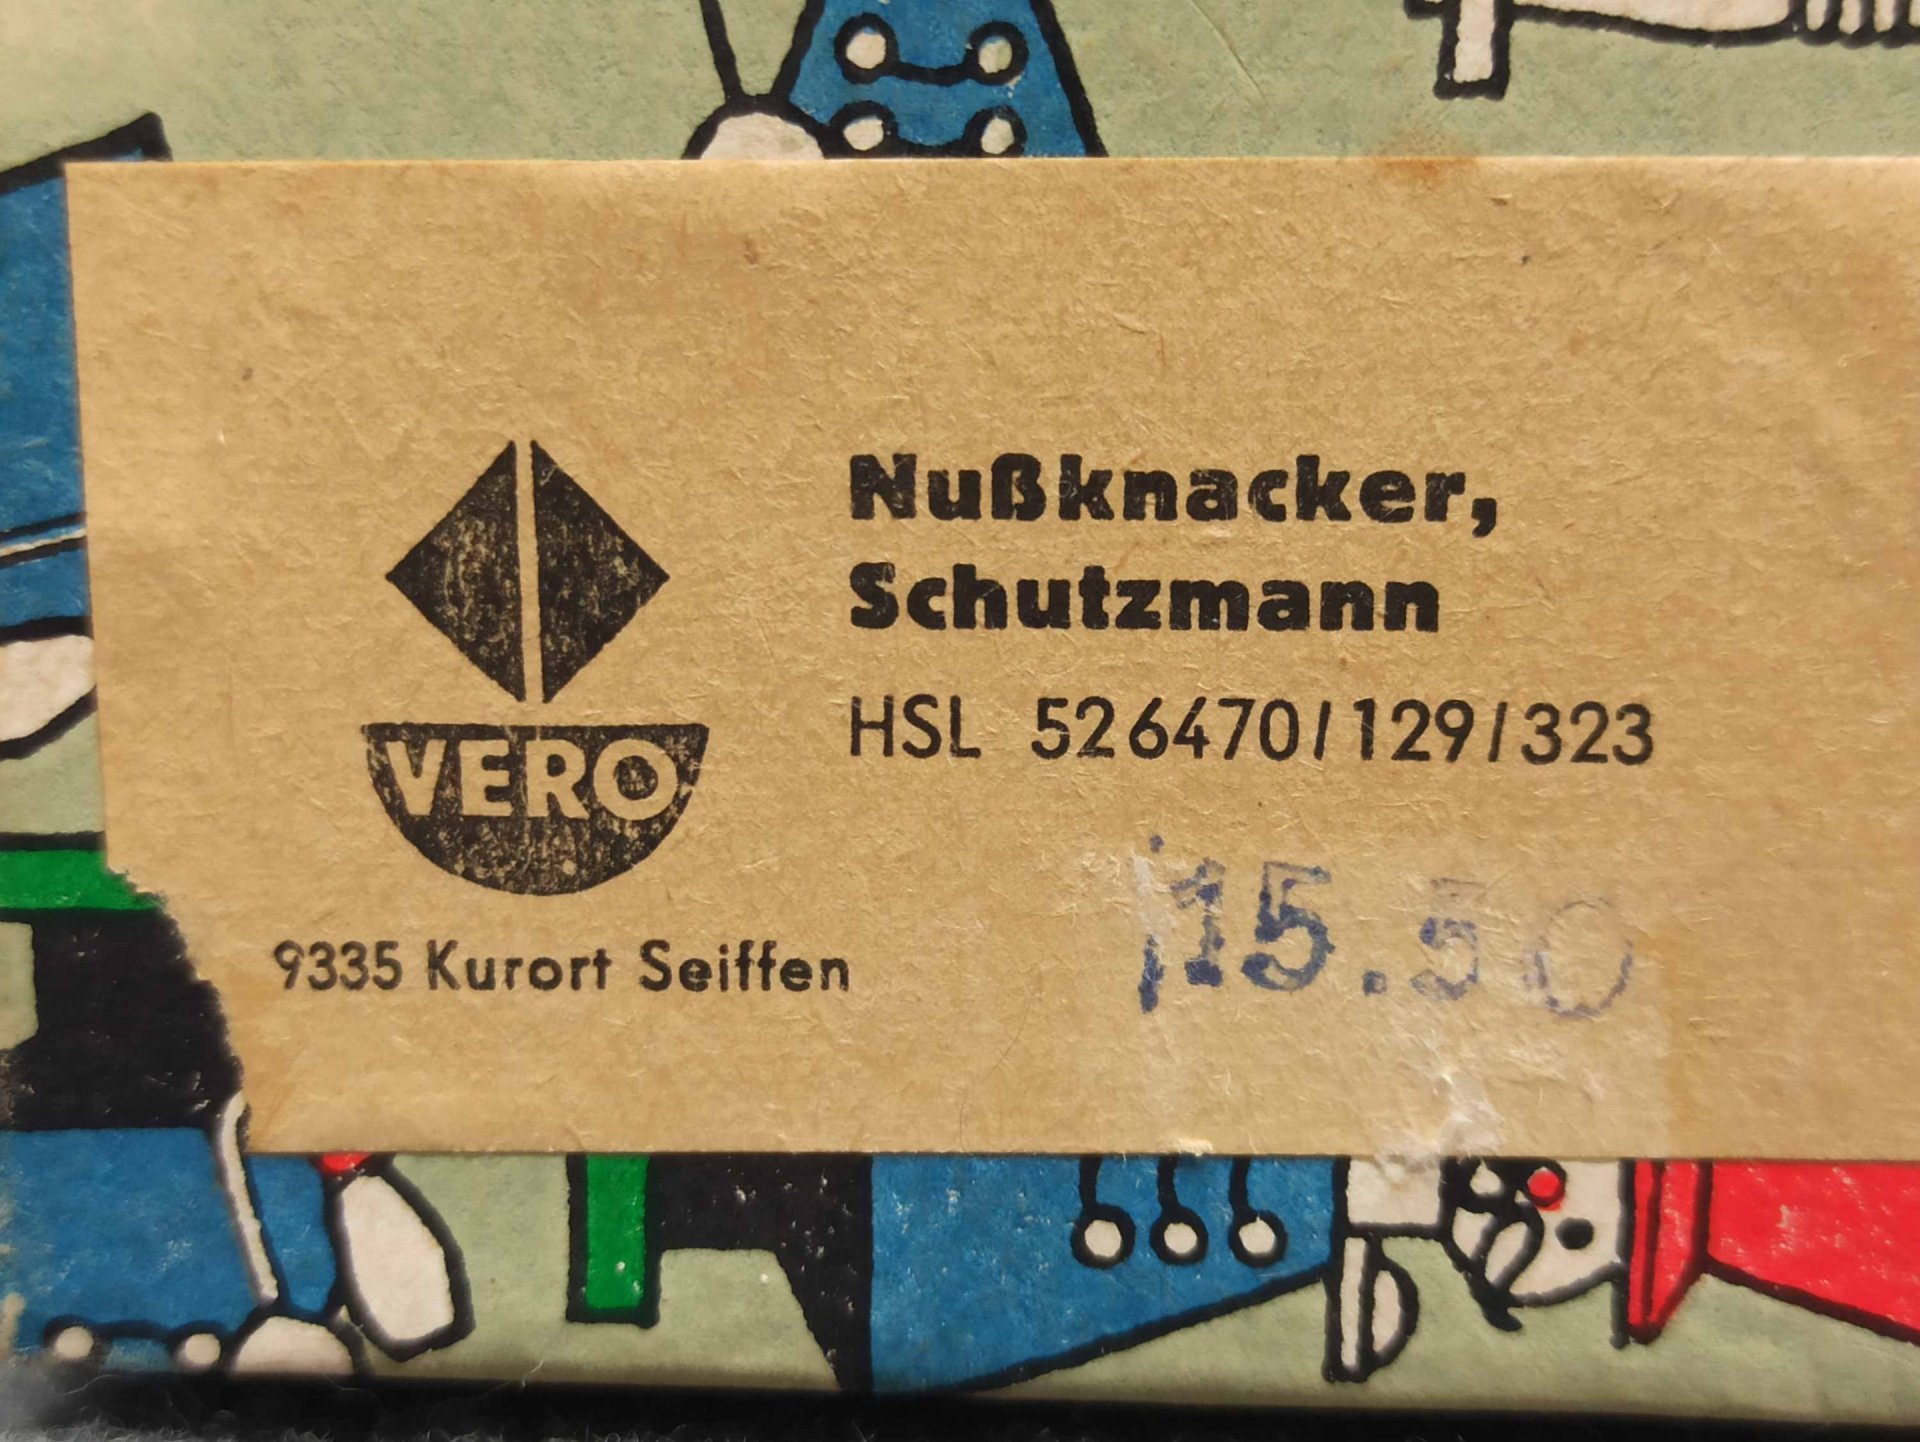 VERO
9335 Kurort Seiffen
Nußknacker,
Schutzmann
HSL 526470/129/323
15.50